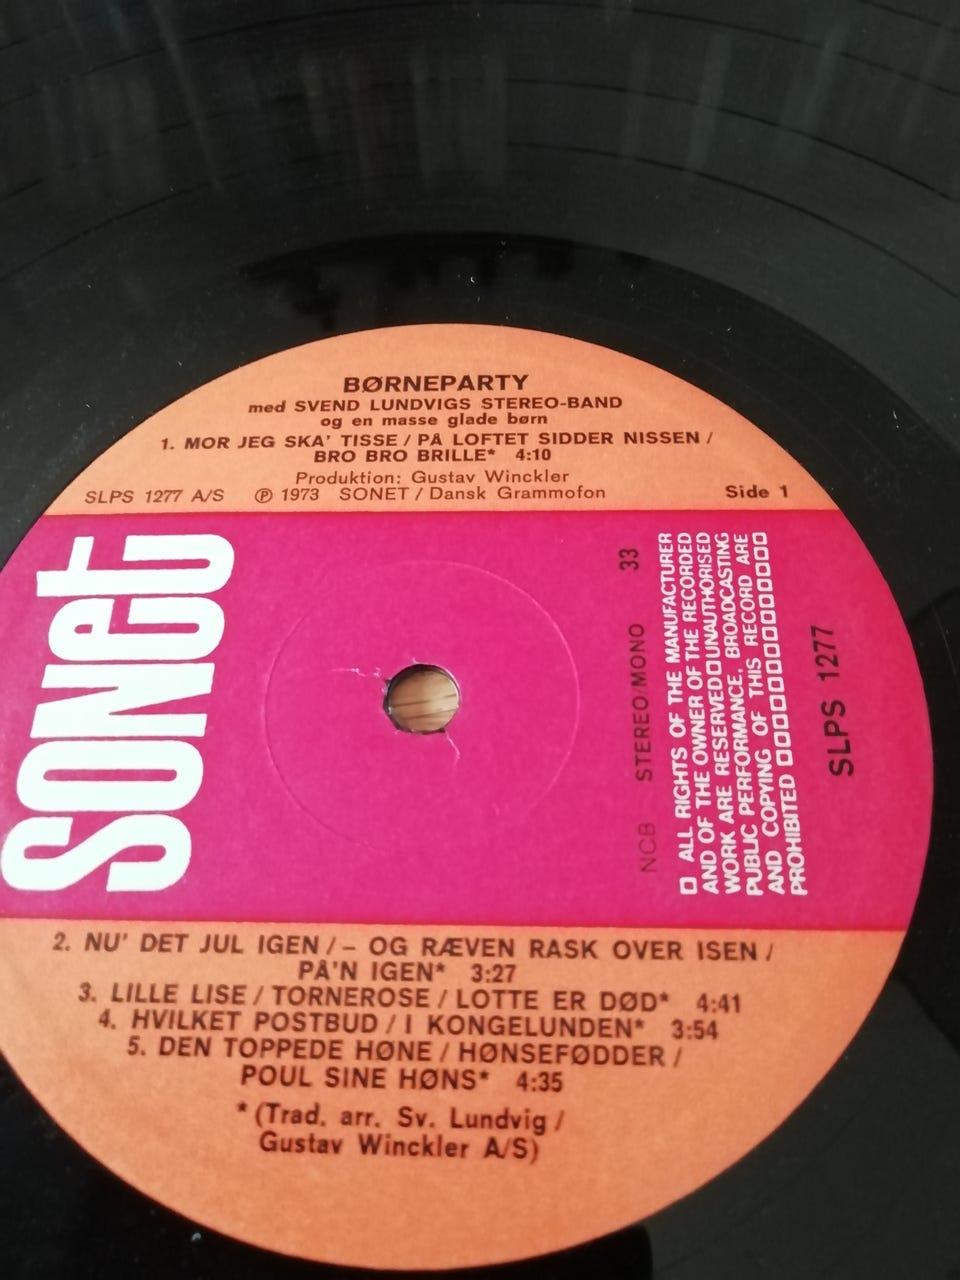 BØRNEPARTY
med SVEND LUNDVIGS STEREO-BAND
og en masse glade børn
1. MOR JEG SKA' TISSE / PÅ LOFTET SIDDER NISSEN /
BRO BRO BRILLE* 4:10
Produktion: Gustav Winckler
SLPS 1277 A/S ℗ 1973 SONET / Dansk Grammofon Side 1
SONET
NCB STEREO/MONO 33
□ ALL RIGHTS OF THE MANUFACTURER
AND OF THE OWNER OF THE RECORDED
WORK ARE RESERVED □ UNAUTHORISED
PUBLIC PERFORMANCE, BROADCASTING
AND COPYING OF THIS RECORD ARE
PROHIBITED □□□□□□□□□□□□□□
SLPS 1277
2. NU' DET JUL IGEN / – OG RÆVEN RASK OVER ISEN /
PÅ'N IGEN* 3:27
3. LILLE LISE / TORNEROSE / LOTTE ER DØD* 4:41
4. HVILKET POSTBUD / I KONGELUNDEN* 3:54
5. DEN TOPPEDE HØNE / HØNSEFØDDER /
POUL SINE HØNS* 4:35
* (Trad. arr. Sv. Lundvig /
Gustav Winckler A/S)